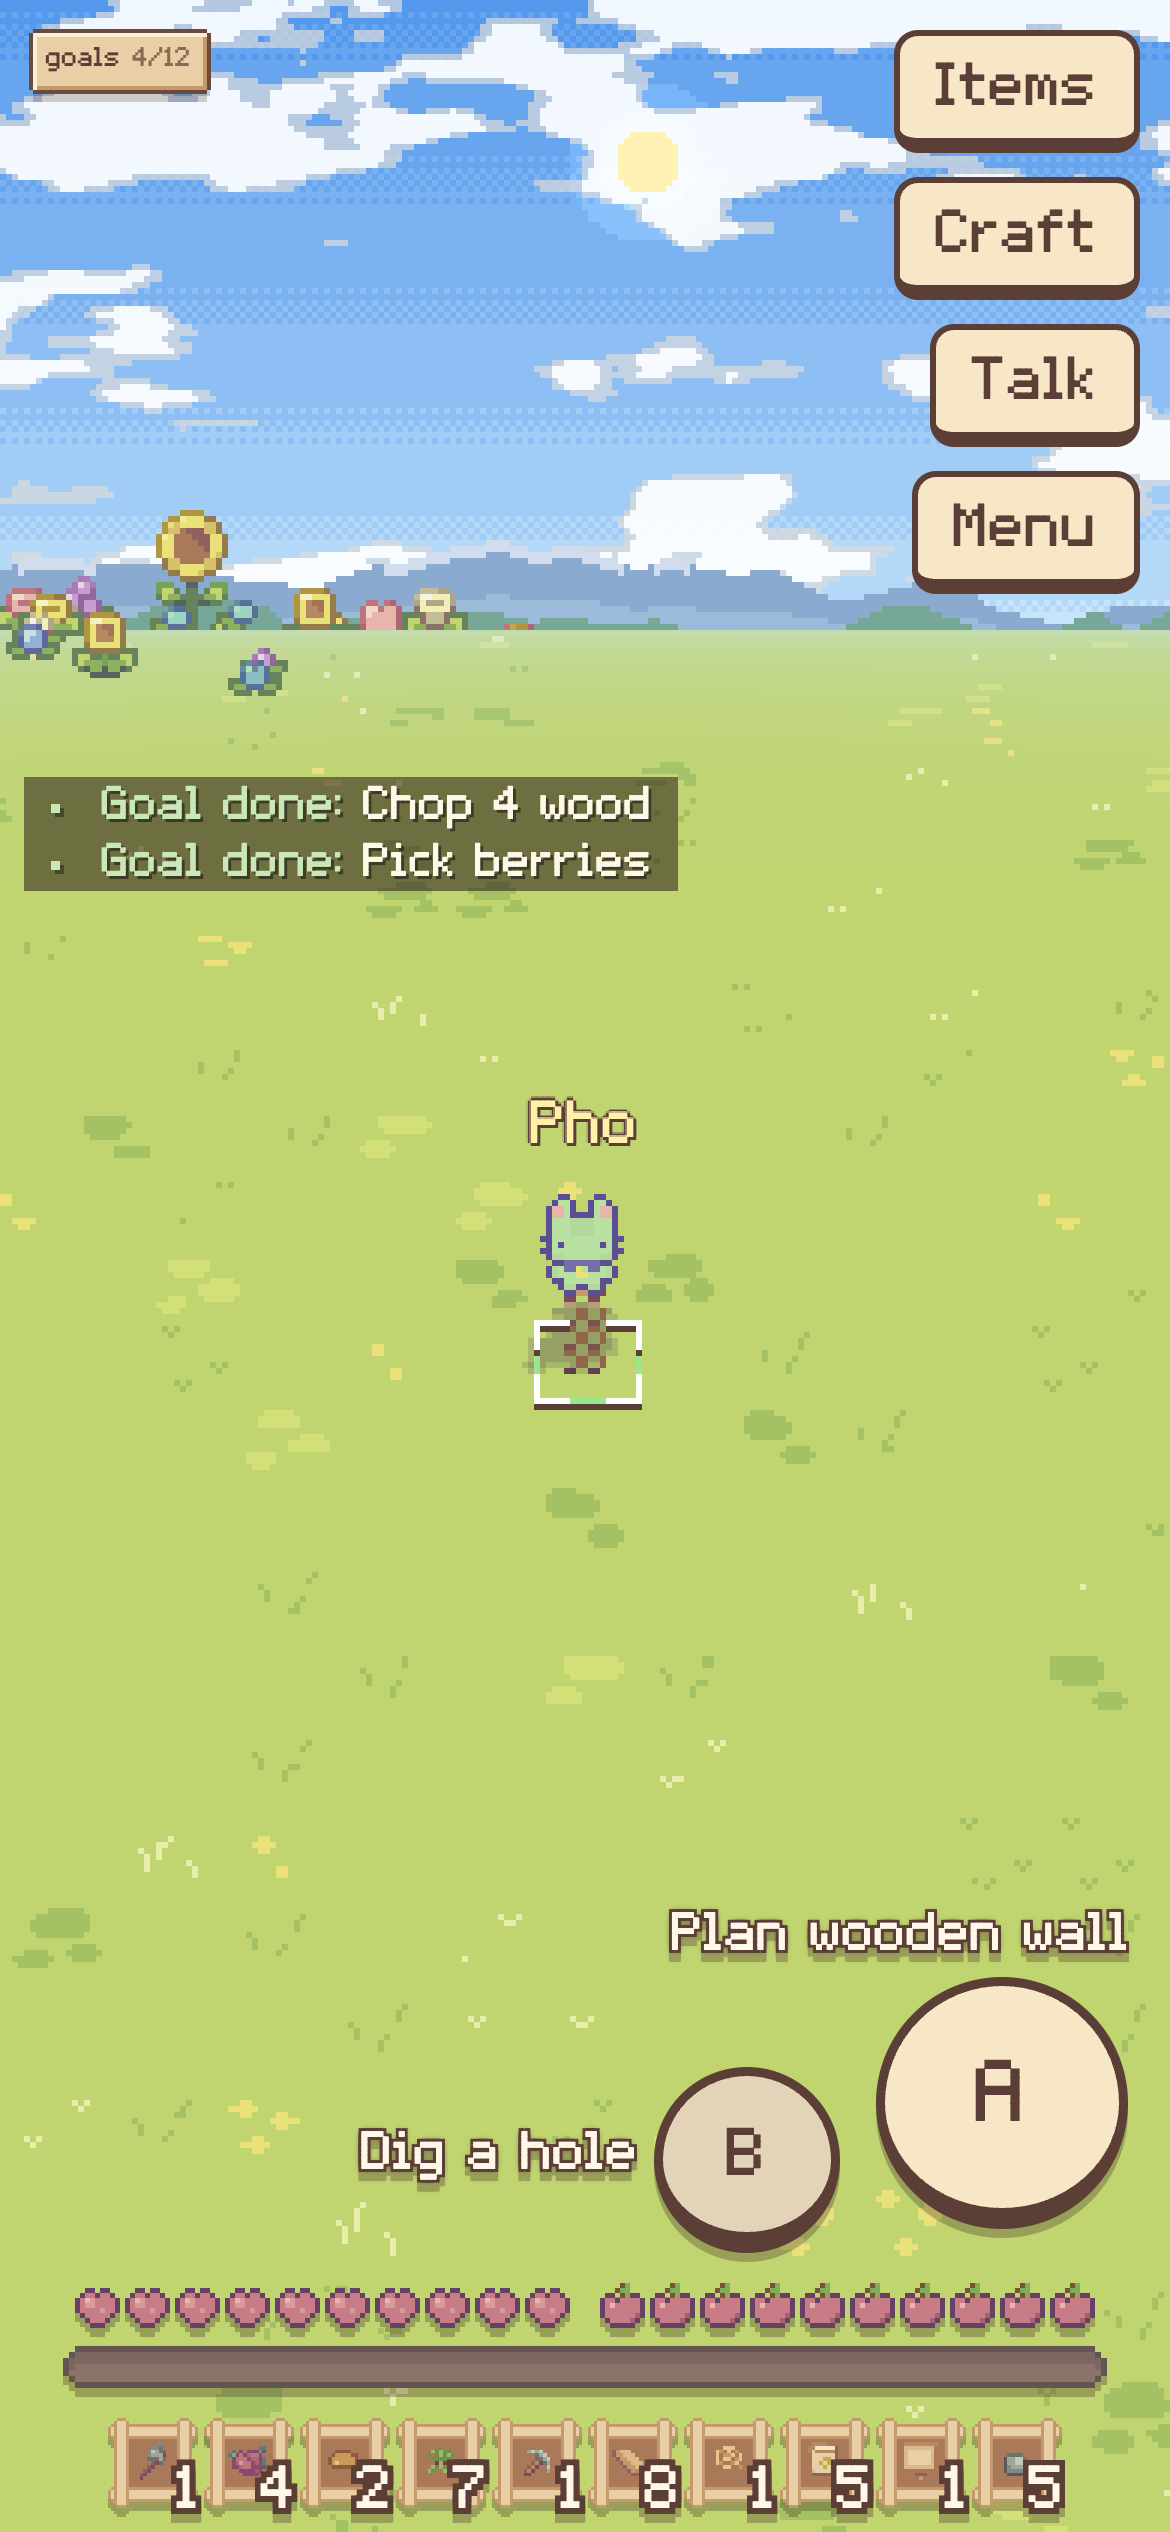 goals 4/12
Items
Craft
Talk
Menu
• Goal done: Chop 4 wood
• Goal done: Pick berries
Pho
Plan wooden wall
A
Dig a hole
B
1 4 2 7 1 8 1 5 1 5